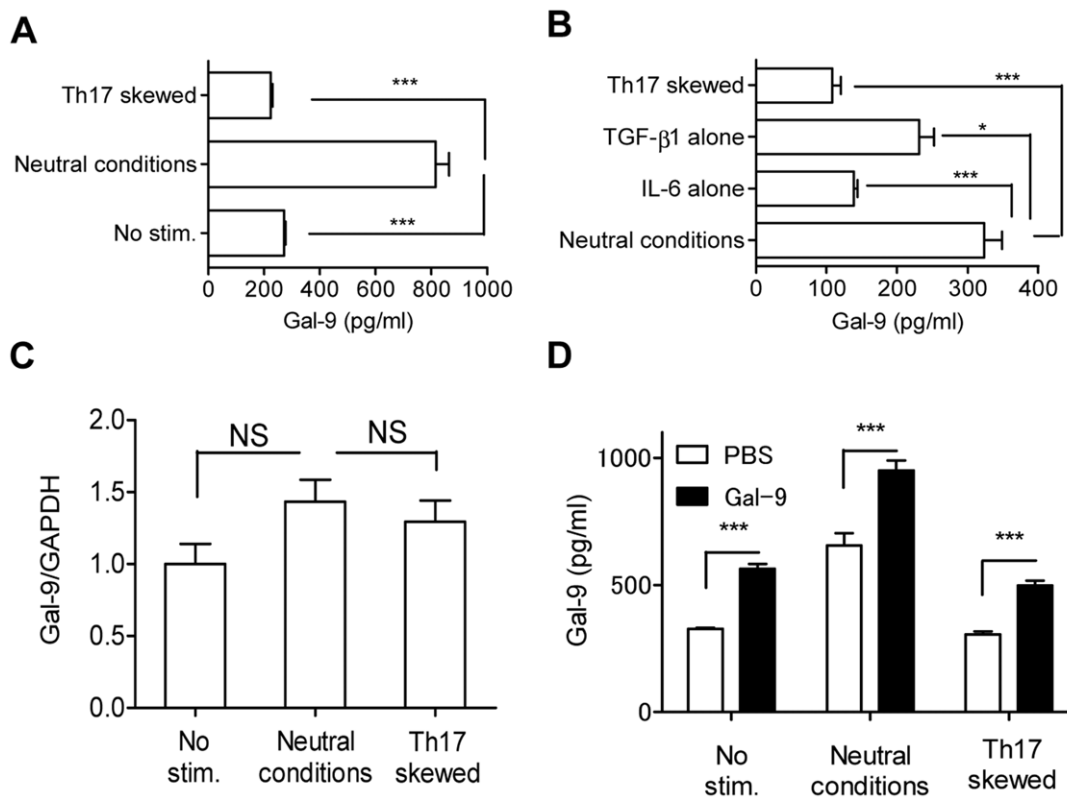 A
Th17 skewed
***
Neutral conditions
No stim.
***
0 200 400 600 800 1000
Gal-9 (pg/ml)
B
Th17 skewed
***
TGF-β1 alone
*
IL-6 alone
***
Neutral conditions
0 100 200 300 400
Gal-9 (pg/ml)
C
Gal-9/GAPDH
2.0
1.5
1.0
0.5
0.0
NS NS
No stim.
Neutral conditions
Th17 skewed
D
Gal-9 (pg/ml)
1000
500
0
PBS
Gal-9
***
***
***
No stim.
Neutral conditions
Th17 skewed